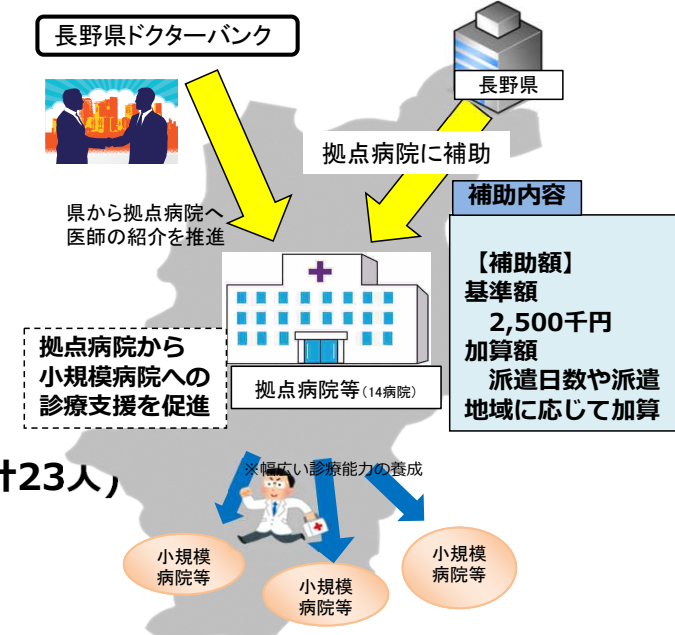 長野県ドクターバンク
長野県
拠点病院に補助
県から拠点病院へ
医師の紹介を推進
補助内容
【補助額】
基準額
2,500千円
加算額
派遣日数や派遣
地域に応じて加算
拠点病院から
小規模病院への
診療支援を促進
拠点病院等(14病院)
計23人)
※幅広い診療能力の養成
小規模
病院等
小規模
病院等
小規模
病院等